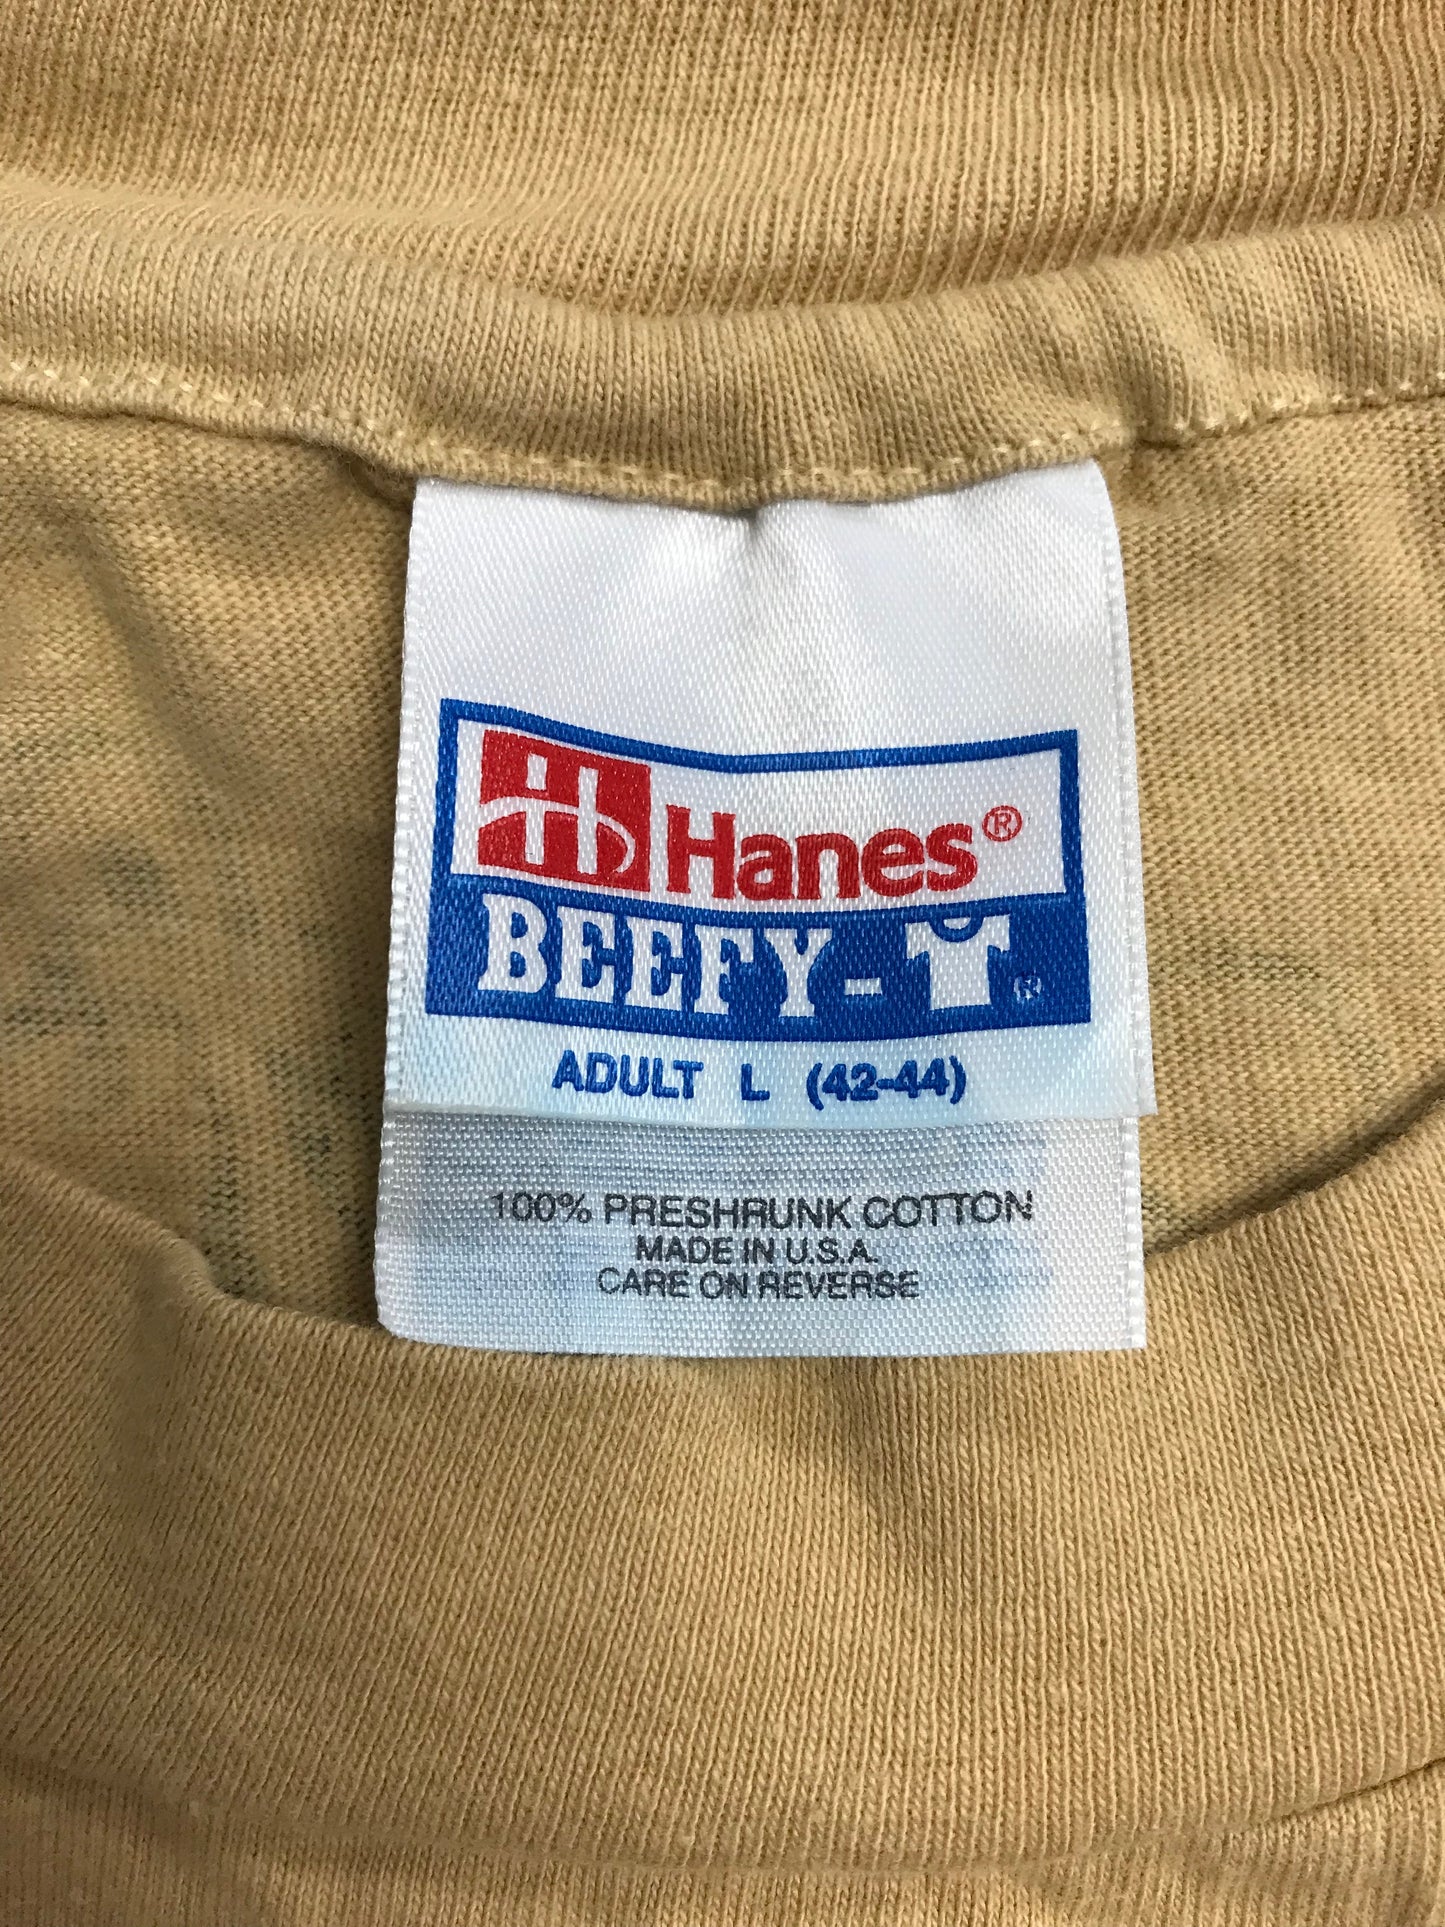 Hanes®
BEEFY-T®
ADULT L (42-44)
100% PRESHRUNK COTTON
MADE IN U.S.A.
CARE ON REVERSE